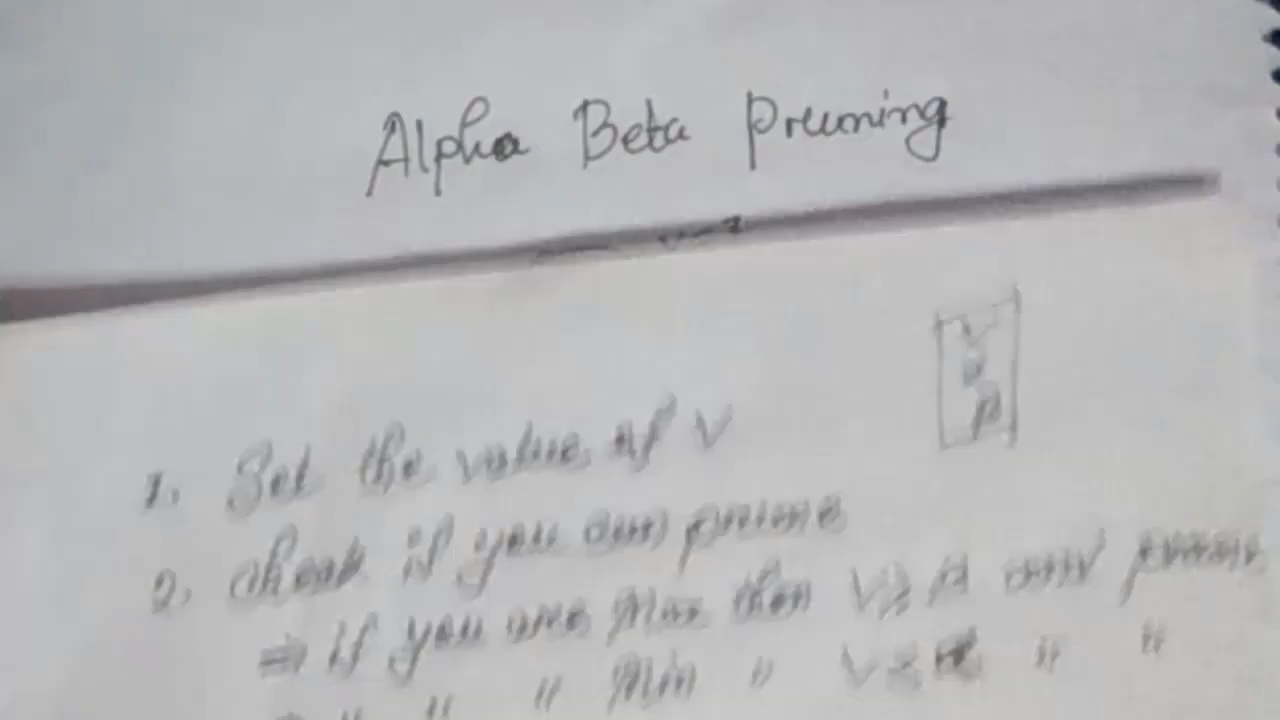 Alpha Beta Pruning
1. Set the value of V
2. check if you can prune
⇒ if you are Max then V ≥ β and prune
" " Min " V ≤ α " "